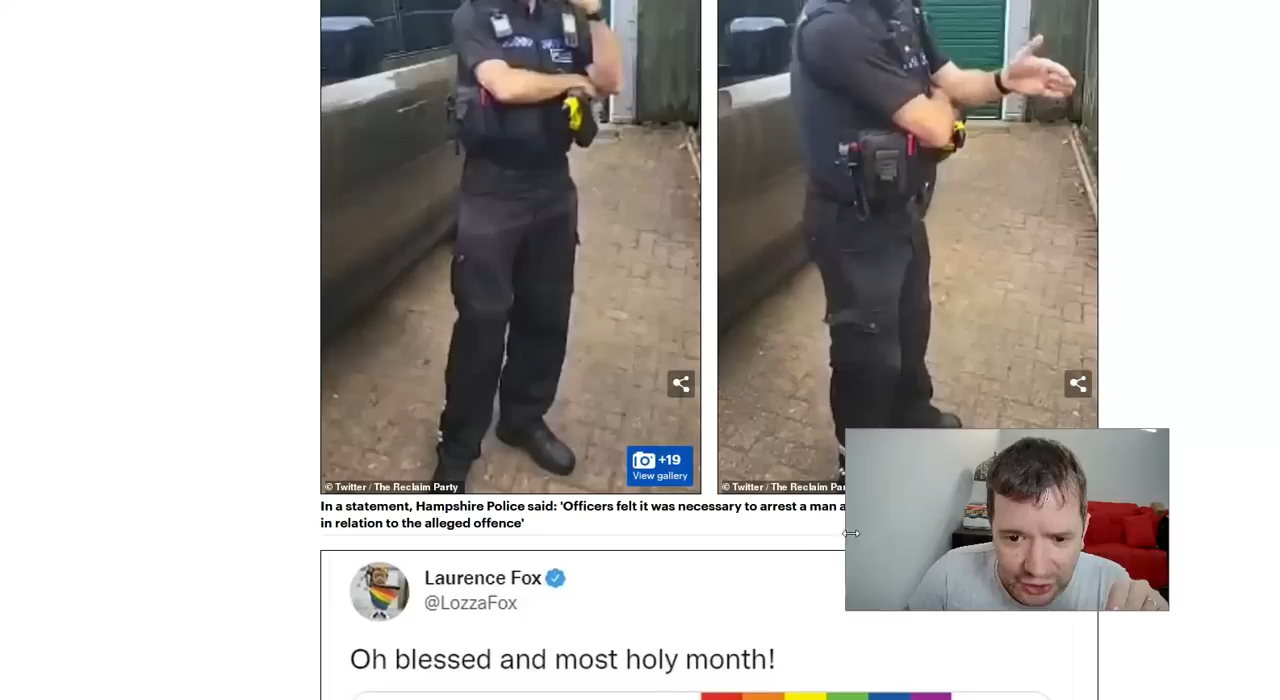 +19
View gallery
© Twitter / The Reclaim Party
© Twitter / The Reclaim Par
In a statement, Hampshire Police said: 'Officers felt it was necessary to arrest a man a
in relation to the alleged offence'
Laurence Fox
@LozzaFox
Oh blessed and most holy month!